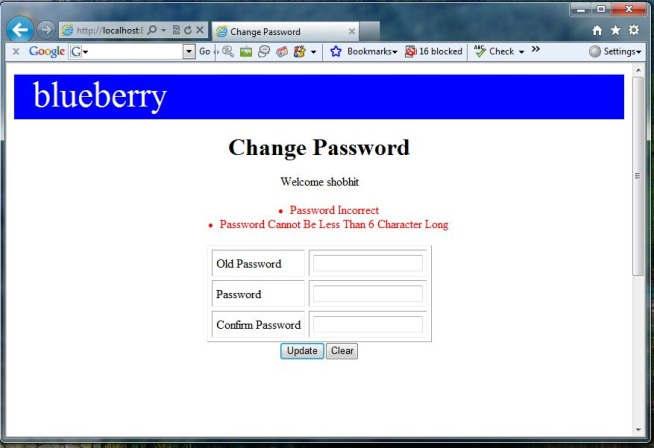 http://localhost:
Change Password
Google
Go
Bookmarks
16 blocked
Check
Settings
blueberry
Change Password
Welcome shobhit
Password Incorrect
Password Cannot Be Less Than 6 Character Long
Old Password
Password
Confirm Password
Update Clear